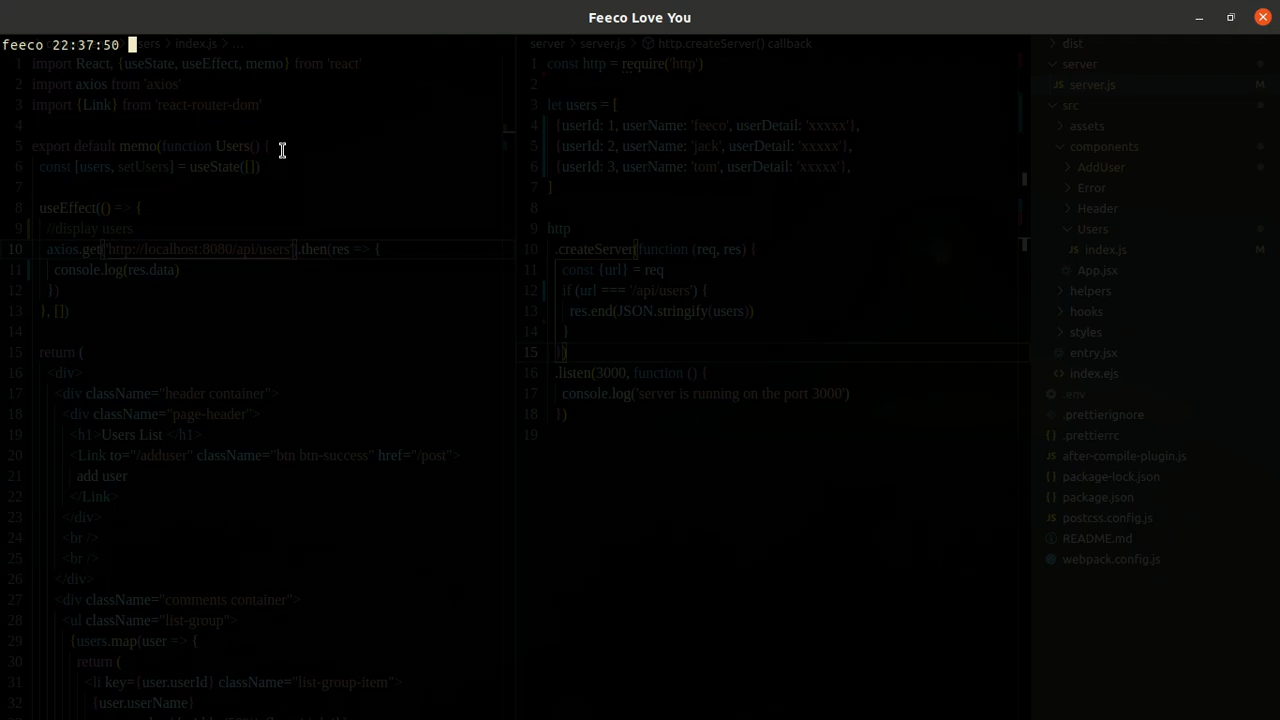 Feeco Love You
feeco 22:37:50
index.js › ...
1 import React, {useState, useEffect, memo} from 'react'
2 import axios from 'axios'
3 import {Link} from 'react-router-dom'
4
5 export default memo(function Users() {
6 const [users, setUsers] = useState([])
7
8 useEffect(() => {
9 //display users
10 axios.get('http://localhost:8080/api/users').then(res => {
11 console.log(res.data)
12 })
13 }, [])
14
15 return (
16 <div>
17 <div className="header container">
18 <div className="page-header">
19 <h1>Users List </h1>
20 <Link to="/adduser" className="btn btn-success" href="/post">
21 add user
22 </Link>
23 </div>
24 <br />
25 <br />
26 </div>
27 <div className="comments container">
28 <ul className="list-group">
29 {users.map(user => {
30 return (
31 <li key={user.userId} className="list-group-item">
32 {user.userName}
server › server.js › http.createServer() callback
1 const http = require('http')
2
3 let users = [
4 {userId: 1, userName: 'feeco', userDetail: 'xxxxx'},
5 {userId: 2, userName: 'jack', userDetail: 'xxxxx'},
6 {userId: 3, userName: 'tom', userDetail: 'xxxxx'},
7 ]
8
9 http
10 .createServer(function (req, res) {
11 const {url} = req
12 if (url === '/api/users') {
13 res.end(JSON.stringify(users))
14 }
15 })
16 .listen(3000, function () {
17 console.log('server is running on the port 3000')
18 })
19
dist
server
JS server.js M
src
assets
components
AddUser
Error
Header
Users
JS index.js
App.jsx
helpers
hooks
styles
entry.jsx
index.ejs
.env
.prettierignore
.prettierrc
JS after-compile-plugin.js
package-lock.json
package.json
JS postcss.config.js
README.md
webpack.config.js